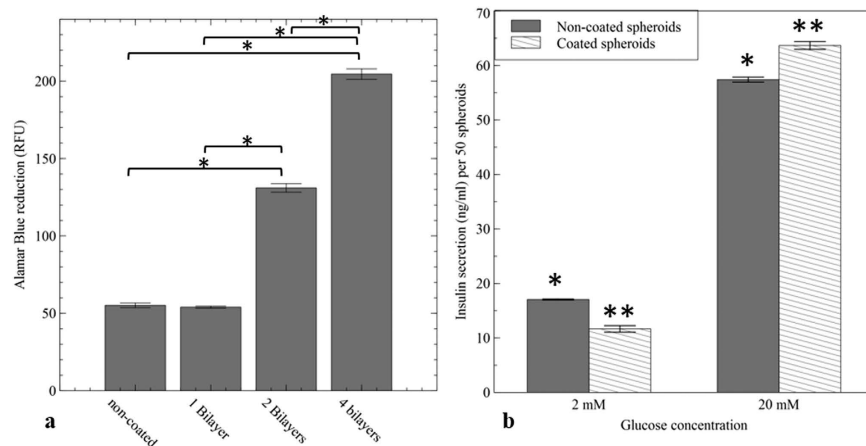 Alamar Blue reduction (RFU)
200
150
100
50
0
*
*
*
*
*
non-coated
1 Bilayer
2 Bilayers
4 bilayers
a
Insulin secretion (ng/ml) per 50 spheroids
70
60
50
40
30
20
10
0
Non-coated spheroids
Coated spheroids
*
**
*
**
2 mM
20 mM
Glucose concentration
b